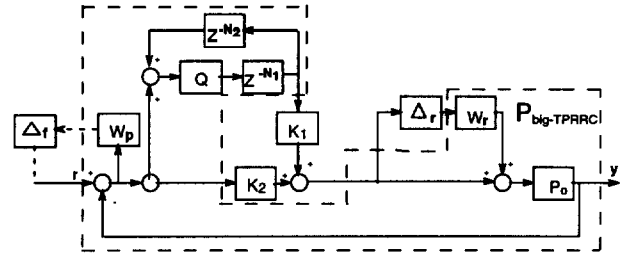 Z-N2
Q
Z-N1
Δf
Wp
K1
Δr
Wr
Pbig-TPRRC
r
K2
Po
y
+
+
+
+
+
+
+